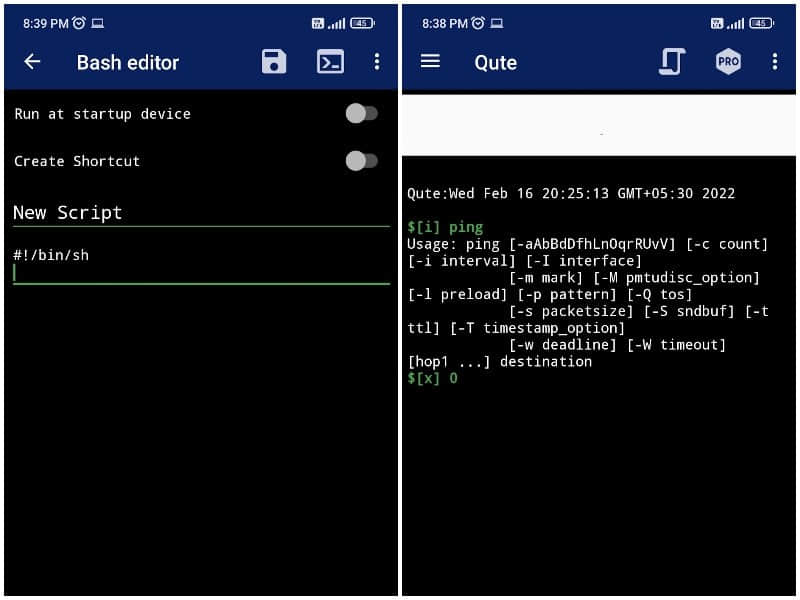 8:39 PM
45
Bash editor
Run at startup device
Create Shortcut
New Script
#!/bin/sh
8:38 PM
45
Qute
PRO
Qute:Wed Feb 16 20:25:13 GMT+05:30 2022
$[i] ping
Usage: ping [-aAbBdDfhLnOqrRUvV] [-c count]
[-i interval] [-I interface]
[-m mark] [-M pmtudisc_option]
[-l preload] [-p pattern] [-Q tos]
[-s packetsize] [-S sndbuf] [-t
ttl] [-T timestamp_option]
[-w deadline] [-W timeout]
[hop1 ...] destination
$[x] 0